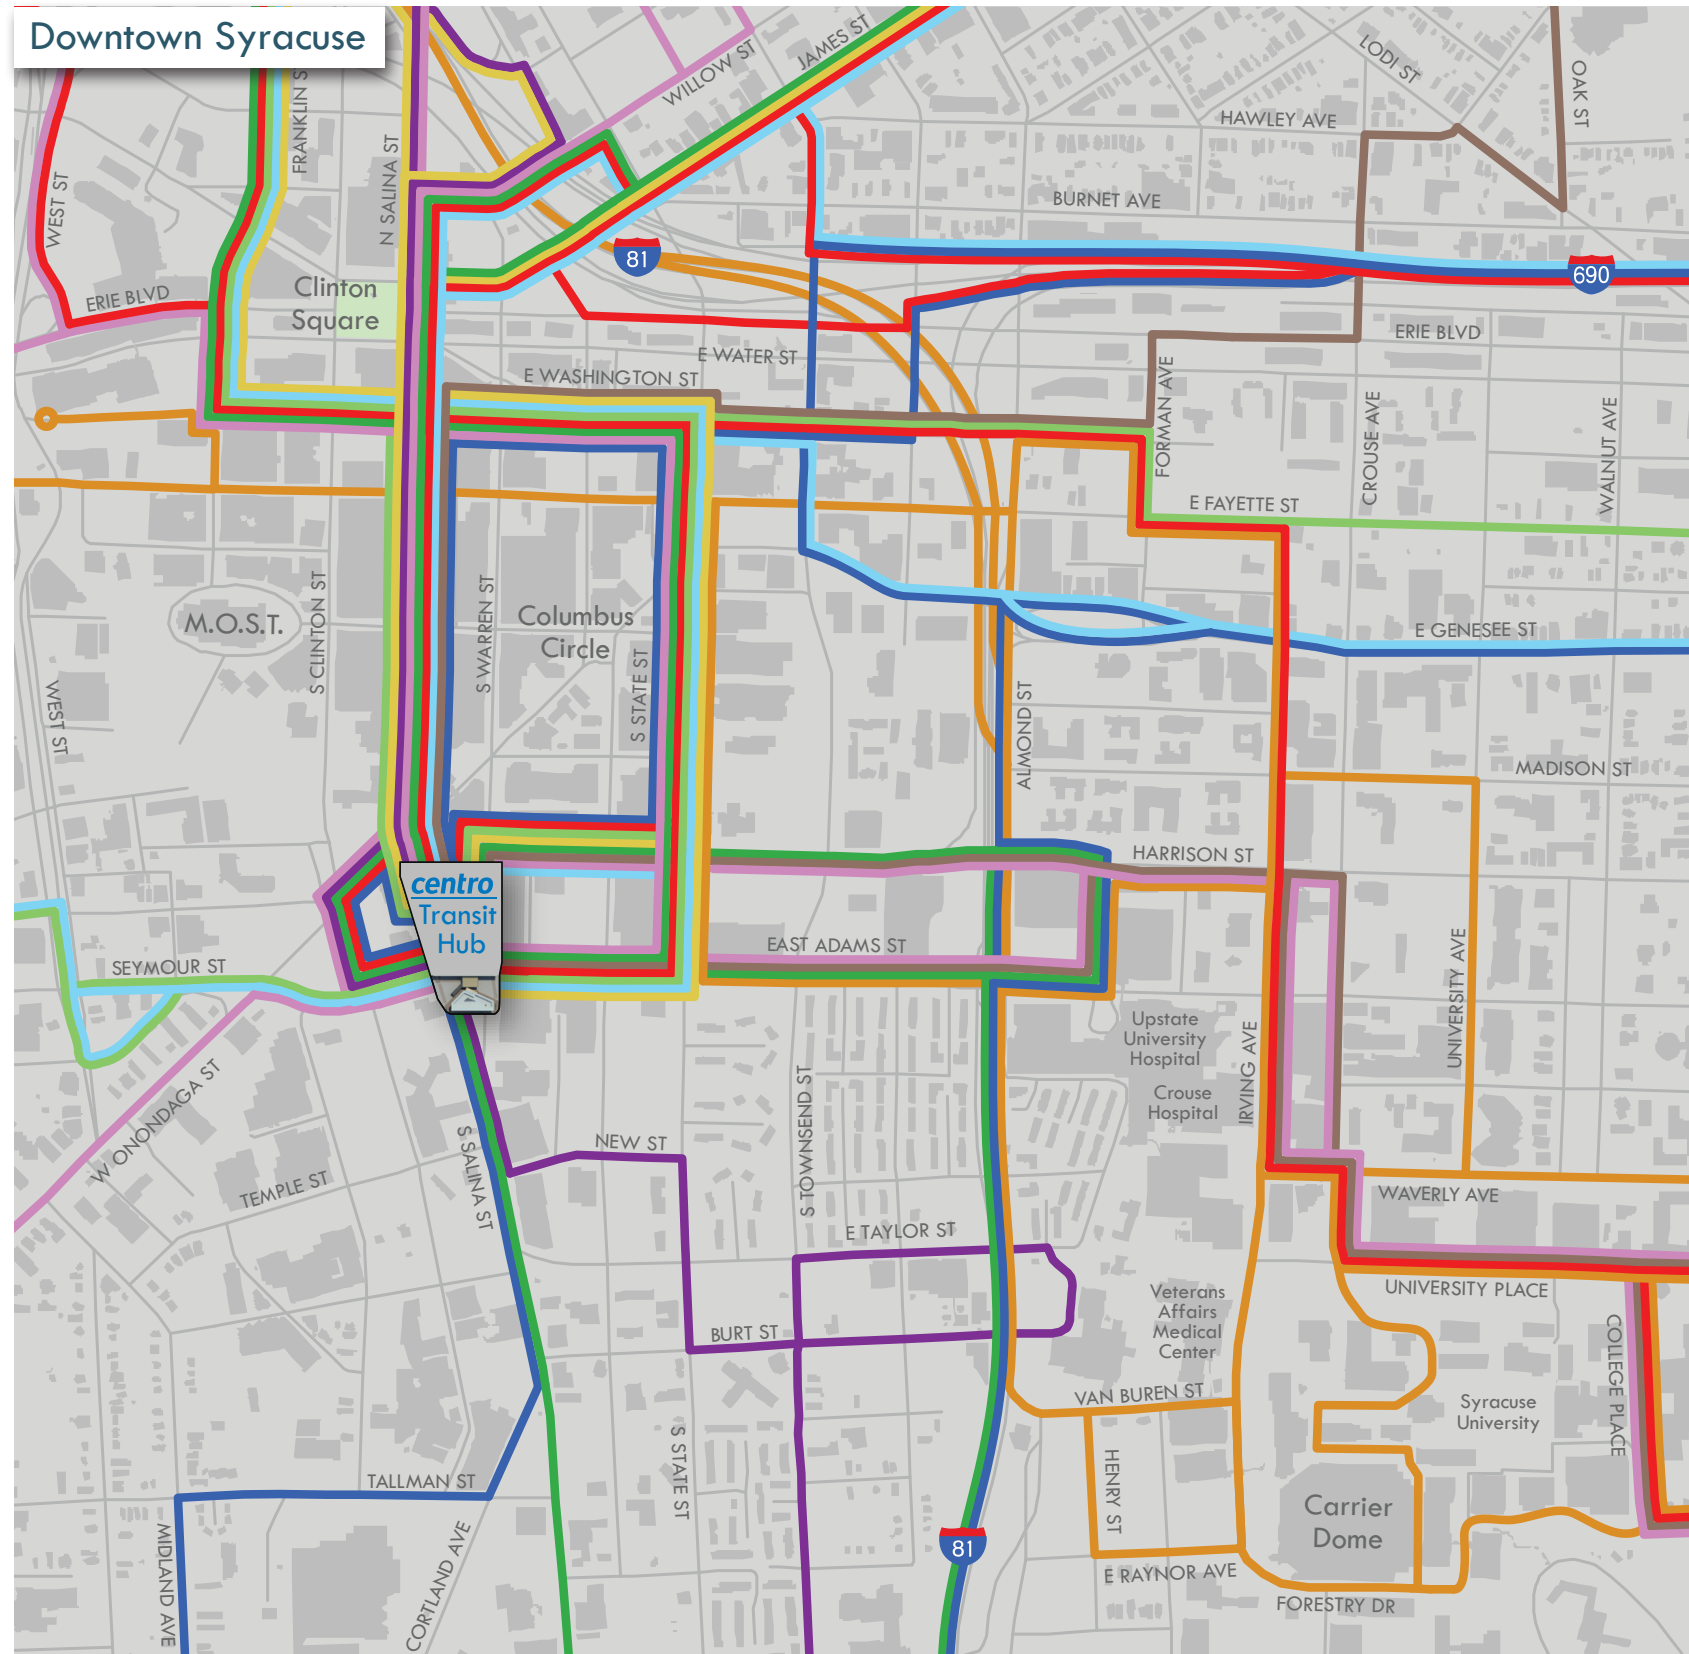 Downtown Syracuse
FRANKLIN S
WILLOW ST
JAMES ST
LODI ST
OAK ST
HAWLEY AVE
N SALINA ST
WEST ST
BURNET AVE
81
690
Clinton
Square
ERIE BLVD
ERIE BLVD
E WATER ST
E WASHINGTON ST
FORMAN AVE
CROUSE AVE
WALNUT AVE
E FAYETTE ST
M.O.S.T.
S CLINTON ST
S WARREN ST
Columbus
Circle
S STATE ST
E GENESEE ST
WEST ST
ALMOND ST
MADISON ST
HARRISON ST
centro
Transit
Hub
EAST ADAMS ST
SEYMOUR ST
UNIVERSITY AVE
Upstate
University
Hospital
IRVING AVE
Crouse
Hospital
W ONONDAGA ST
S SALINA ST
NEW ST
S TOWNSEND ST
TEMPLE ST
WAVERLY AVE
E TAYLOR ST
UNIVERSITY PLACE
Veterans
Affairs
Medical
Center
BURT ST
COLLEGE PLACE
VAN BUREN ST
Syracuse
University
S STATE ST
HENRY ST
TALLMAN ST
Carrier
Dome
MIDLAND AVE
CORTLAND AVE
81
E RAYNOR AVE
FORESTRY DR